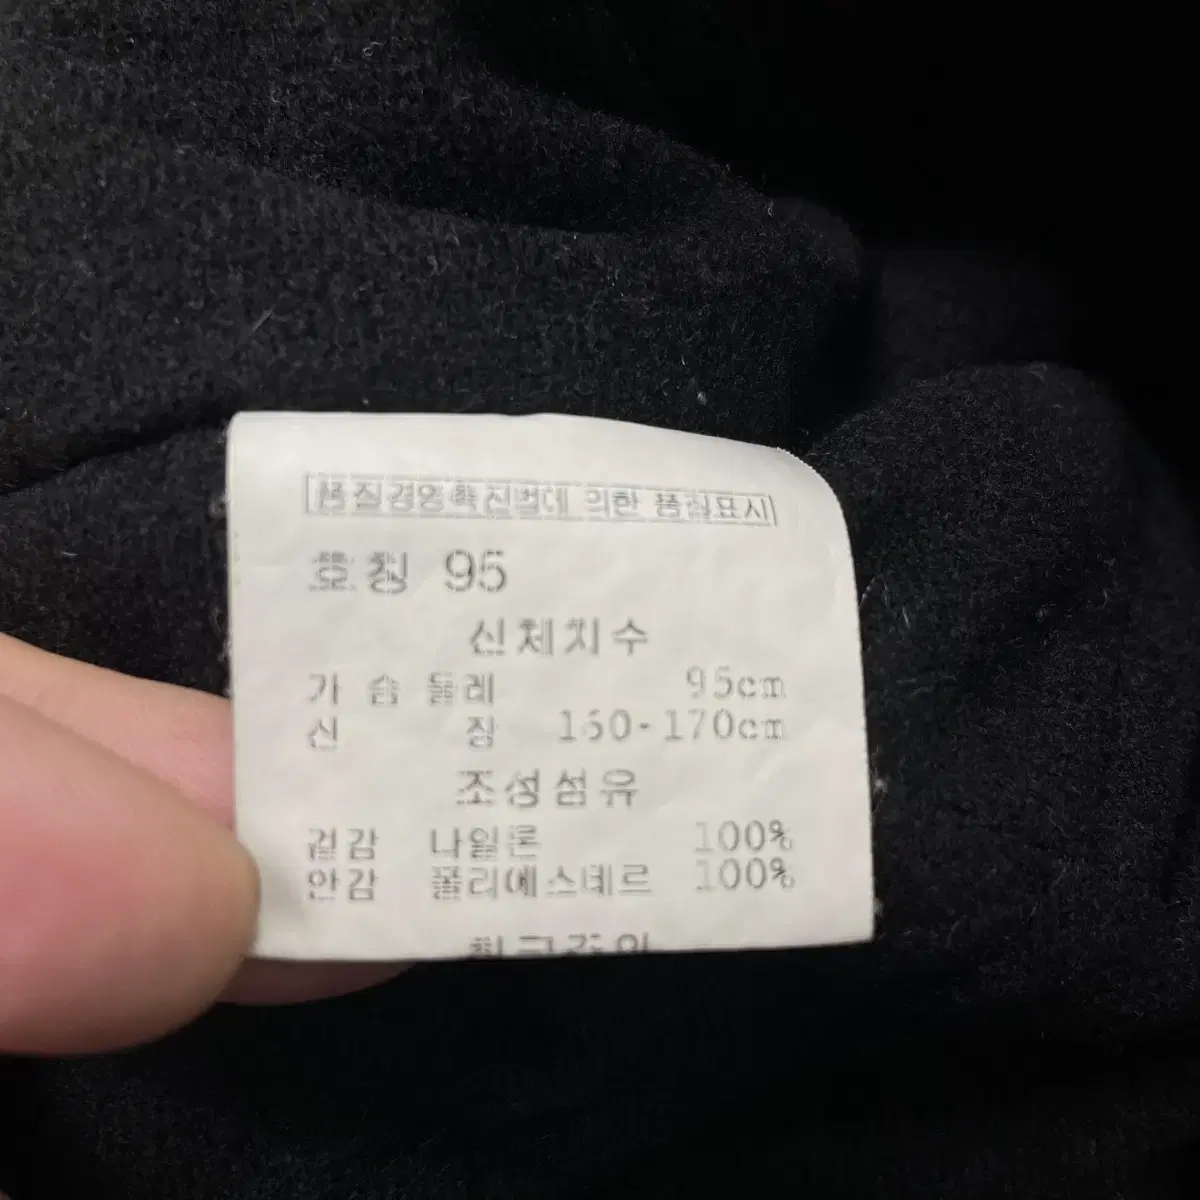 품질경영촉진법에 의한 품질표시
호칭 95
신체치수
가슴둘레 95cm
신 장 160-170cm
조성섬유
겉감 나일론 100%
안감 폴리에스테르 100%